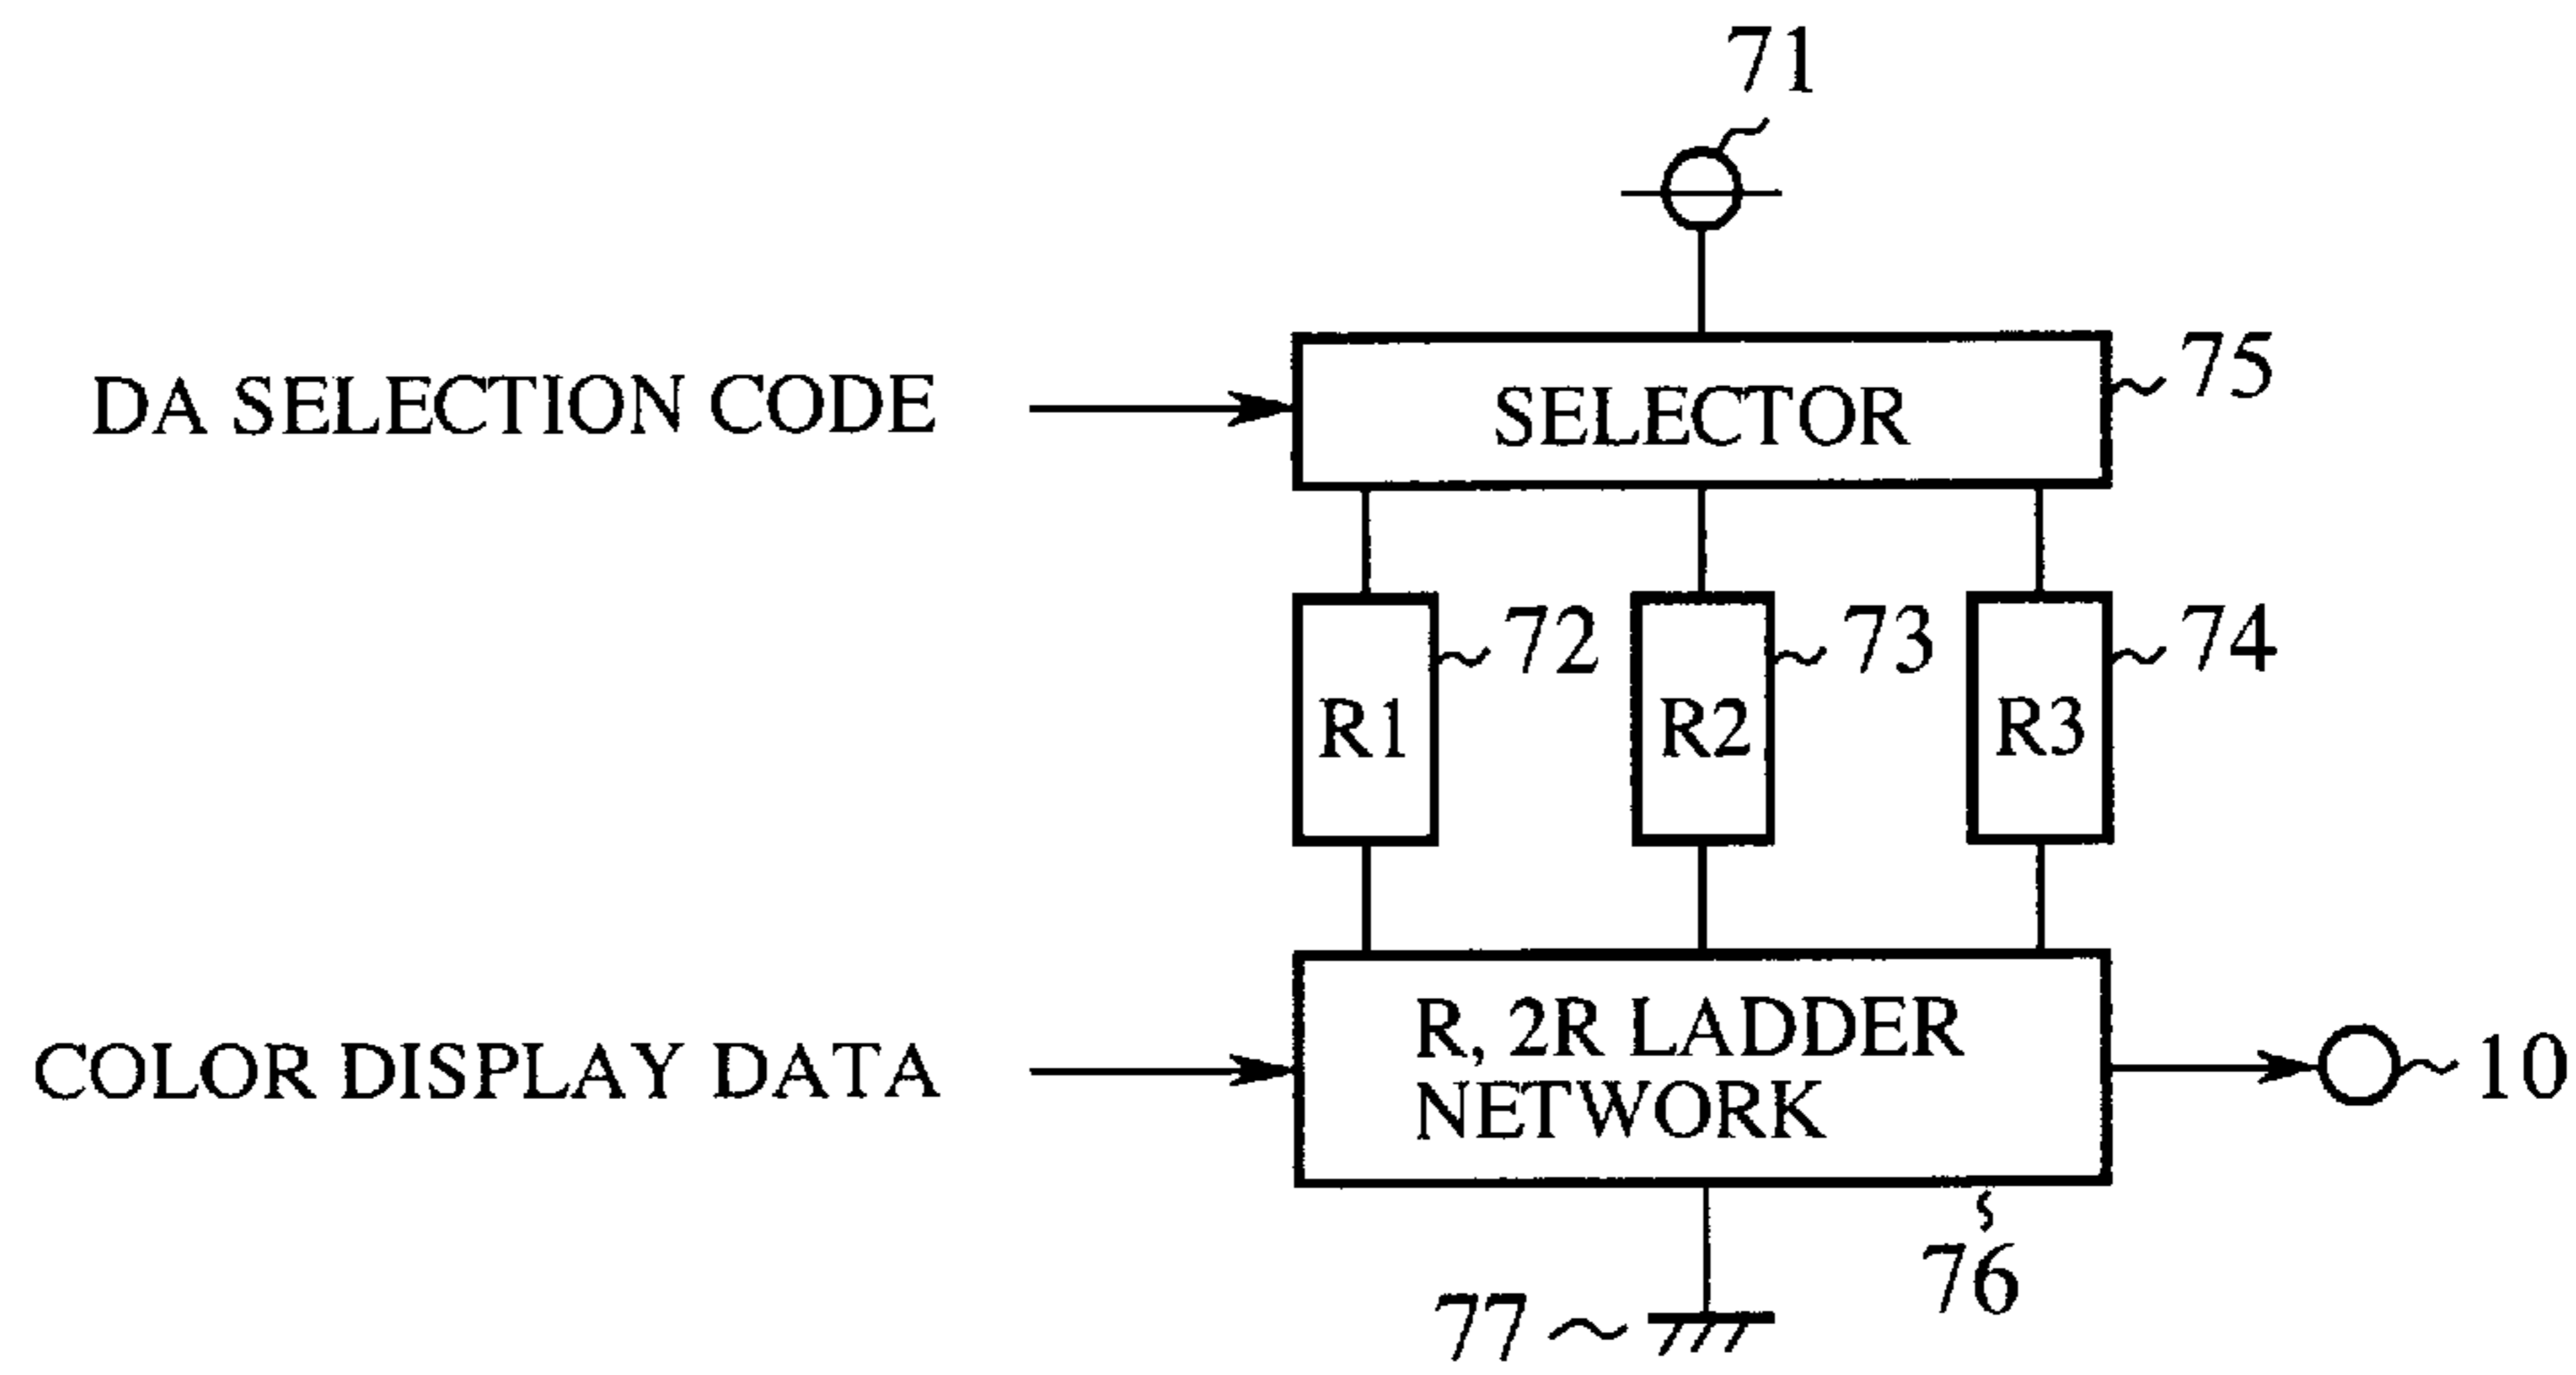 71
DA SELECTION CODE
SELECTOR
75
R1
72
R2
73
R3
74
COLOR DISPLAY DATA
R, 2R LADDER
NETWORK
10
76
77